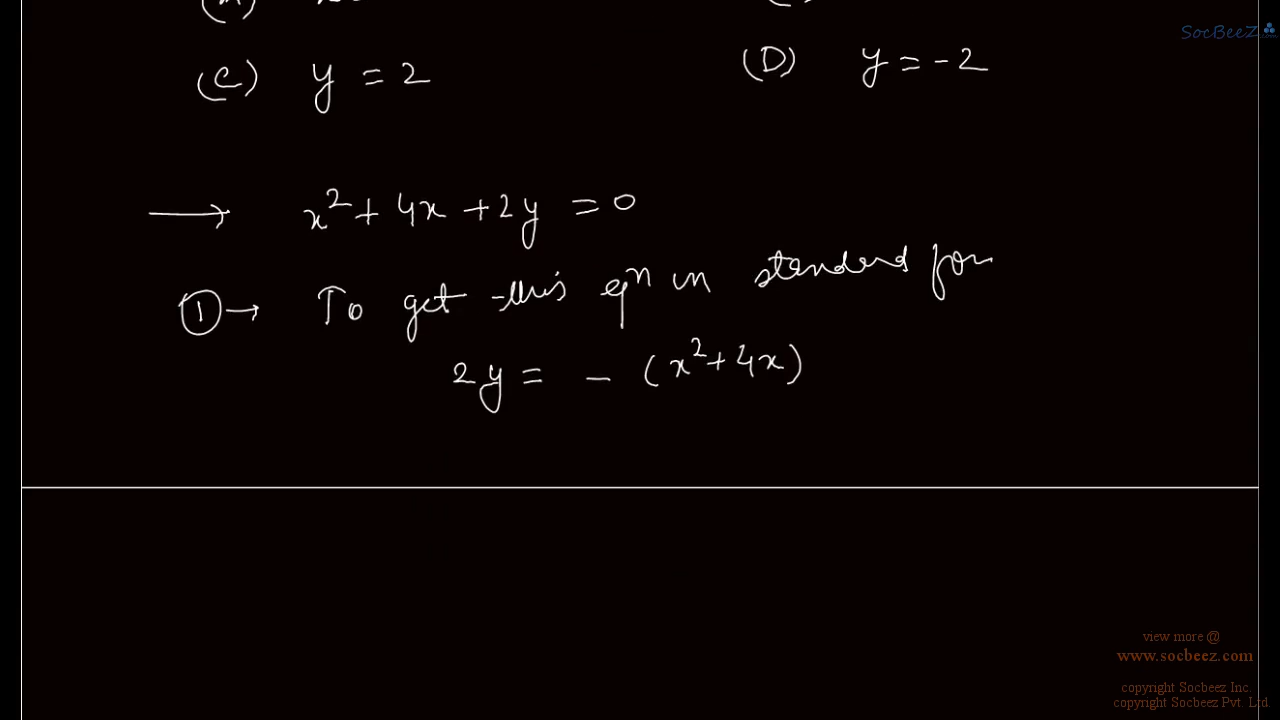 SocBeeZ.com
(C) y = 2 (D) y = -2
⟶ x² + 4x + 2y = 0
① → To get this eqⁿ in standard for
2y = - (x² + 4x)
view more @
www.socbeez.com
copyright Socbeez Inc.
copyright Socbeez Pvt. Ltd.